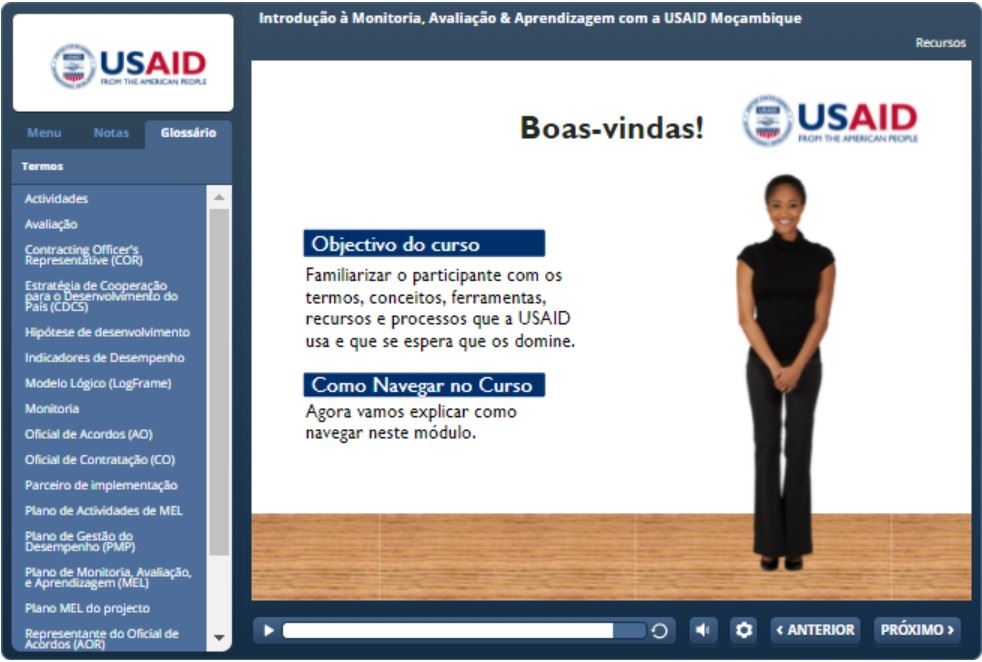 Introdução à Monitoria, Avaliação & Aprendizagem com a USAID Moçambique
Recursos
USAID
FROM THE AMERICAN PEOPLE
Menu
Notas
Glossário
Termos
Actividades
Avaliação
Contracting Officer's
Representative (COR)
Estratégia de Cooperação
para o Desenvolvimento do
País (CDCS)
Hipótese de desenvolvimento
Indicadores de Desempenho
Modelo Lógico (LogFrame)
Monitoria
Oficial de Acordos (AO)
Oficial de Contratação (CO)
Parceiro de implementação
Plano de Actividades de MEL
Plano de Gestão do
Desempenho (PMP)
Plano de Monitoria, Avaliação,
e Aprendizagem (MEL)
Plano MEL do projecto
Representante do Oficial de
Acordos (AOR)
Boas-vindas!
USAID
FROM THE AMERICAN PEOPLE
Objectivo do curso
Familiarizar o participante com os
termos, conceitos, ferramentas,
recursos e processos que a USAID
usa e que se espera que os domine.
Como Navegar no Curso
Agora vamos explicar como
navegar neste módulo.
‹ ANTERIOR
PRÓXIMO ›